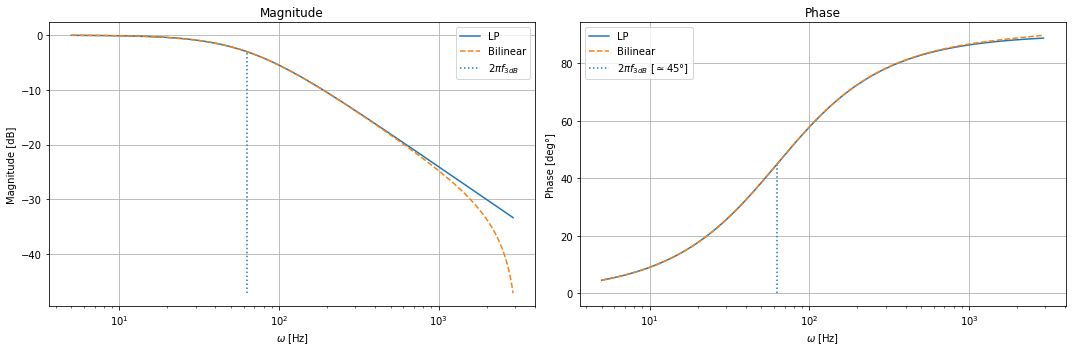 Magnitude
LP
Bilinear
2πf3dB
0
−10
−20
−30
−40
Magnitude [dB]
10¹
10²
10³
ω [Hz]
Phase
LP
Bilinear
2πf3dB [≃45°]
80
60
40
20
0
Phase [deg°]
10¹
10²
10³
ω [Hz]